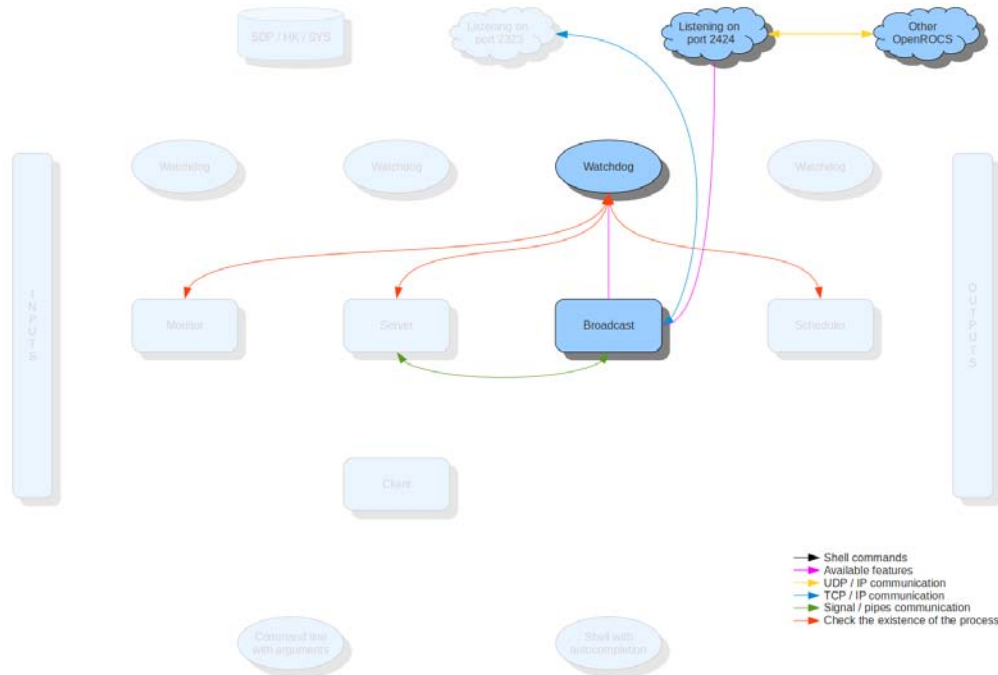 SDP / HK / SYS
Listening on
port 2323
Listening on
port 2424
Other
OpenROCS
Watchdog
Watchdog
Watchdog
Watchdog
INPUTS
OUTPUTS
Monitor
Server
Broadcast
Scheduler
Client
Shell commands
Available features
UDP / IP communication
TCP / IP communication
Signal / pipes communication
Check the existence of the process
Command line
with arguments
Shell with
autocompletion